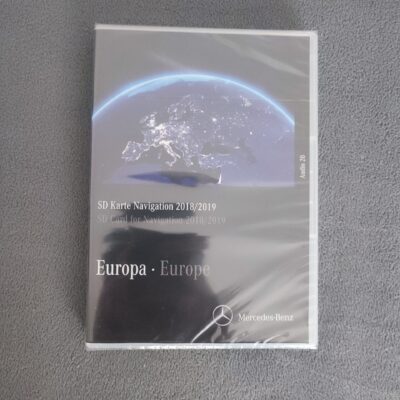 Audio 20
SD Karte Navigation 2018/2019
SD Card for Navigation 2018/2019
Europa · Europe
Mercedes-Benz